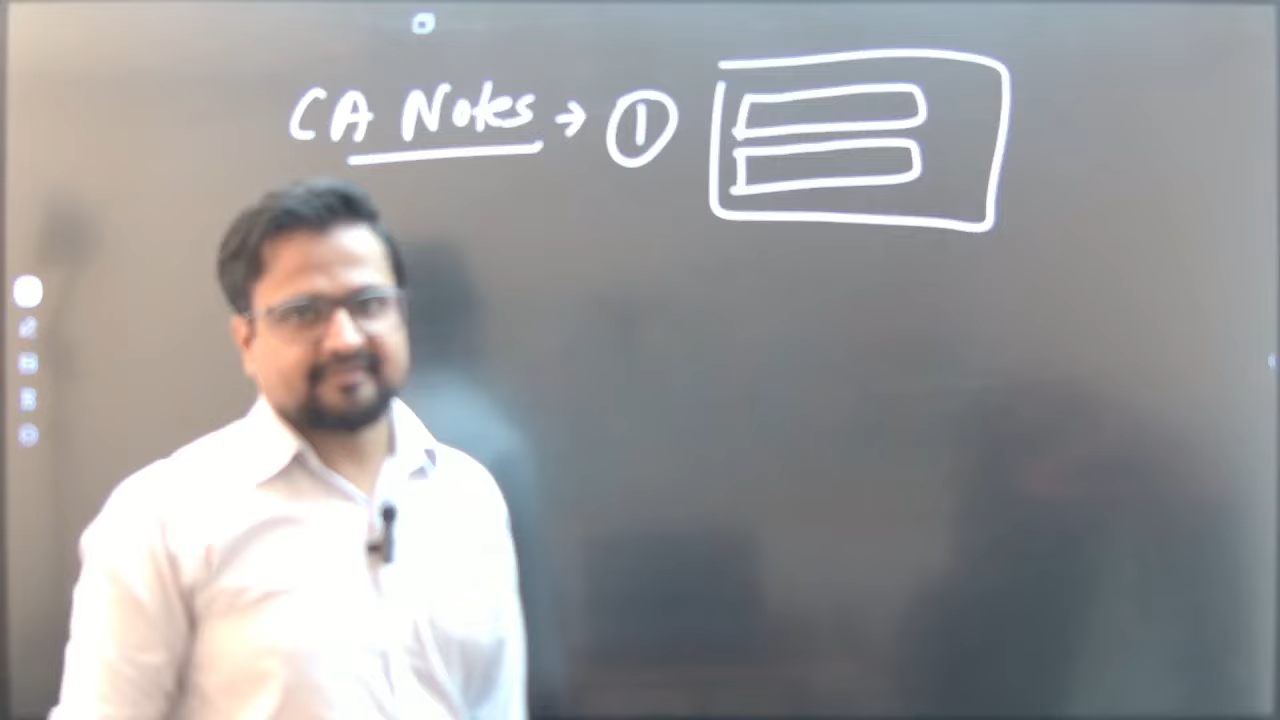 CA Notes → ①